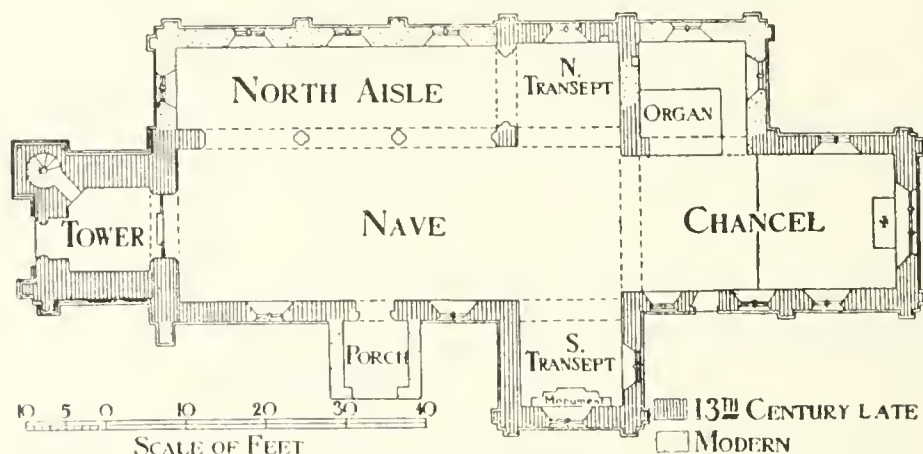 NORTH AISLE
N.
TRANSEPT
ORGAN
TOWER
NAVE
CHANCEL
PORCH
S.
TRANSEPT
Monument
10 5 0 10 20 30 40
SCALE OF FEET
13TH CENTURY LATE
MODERN